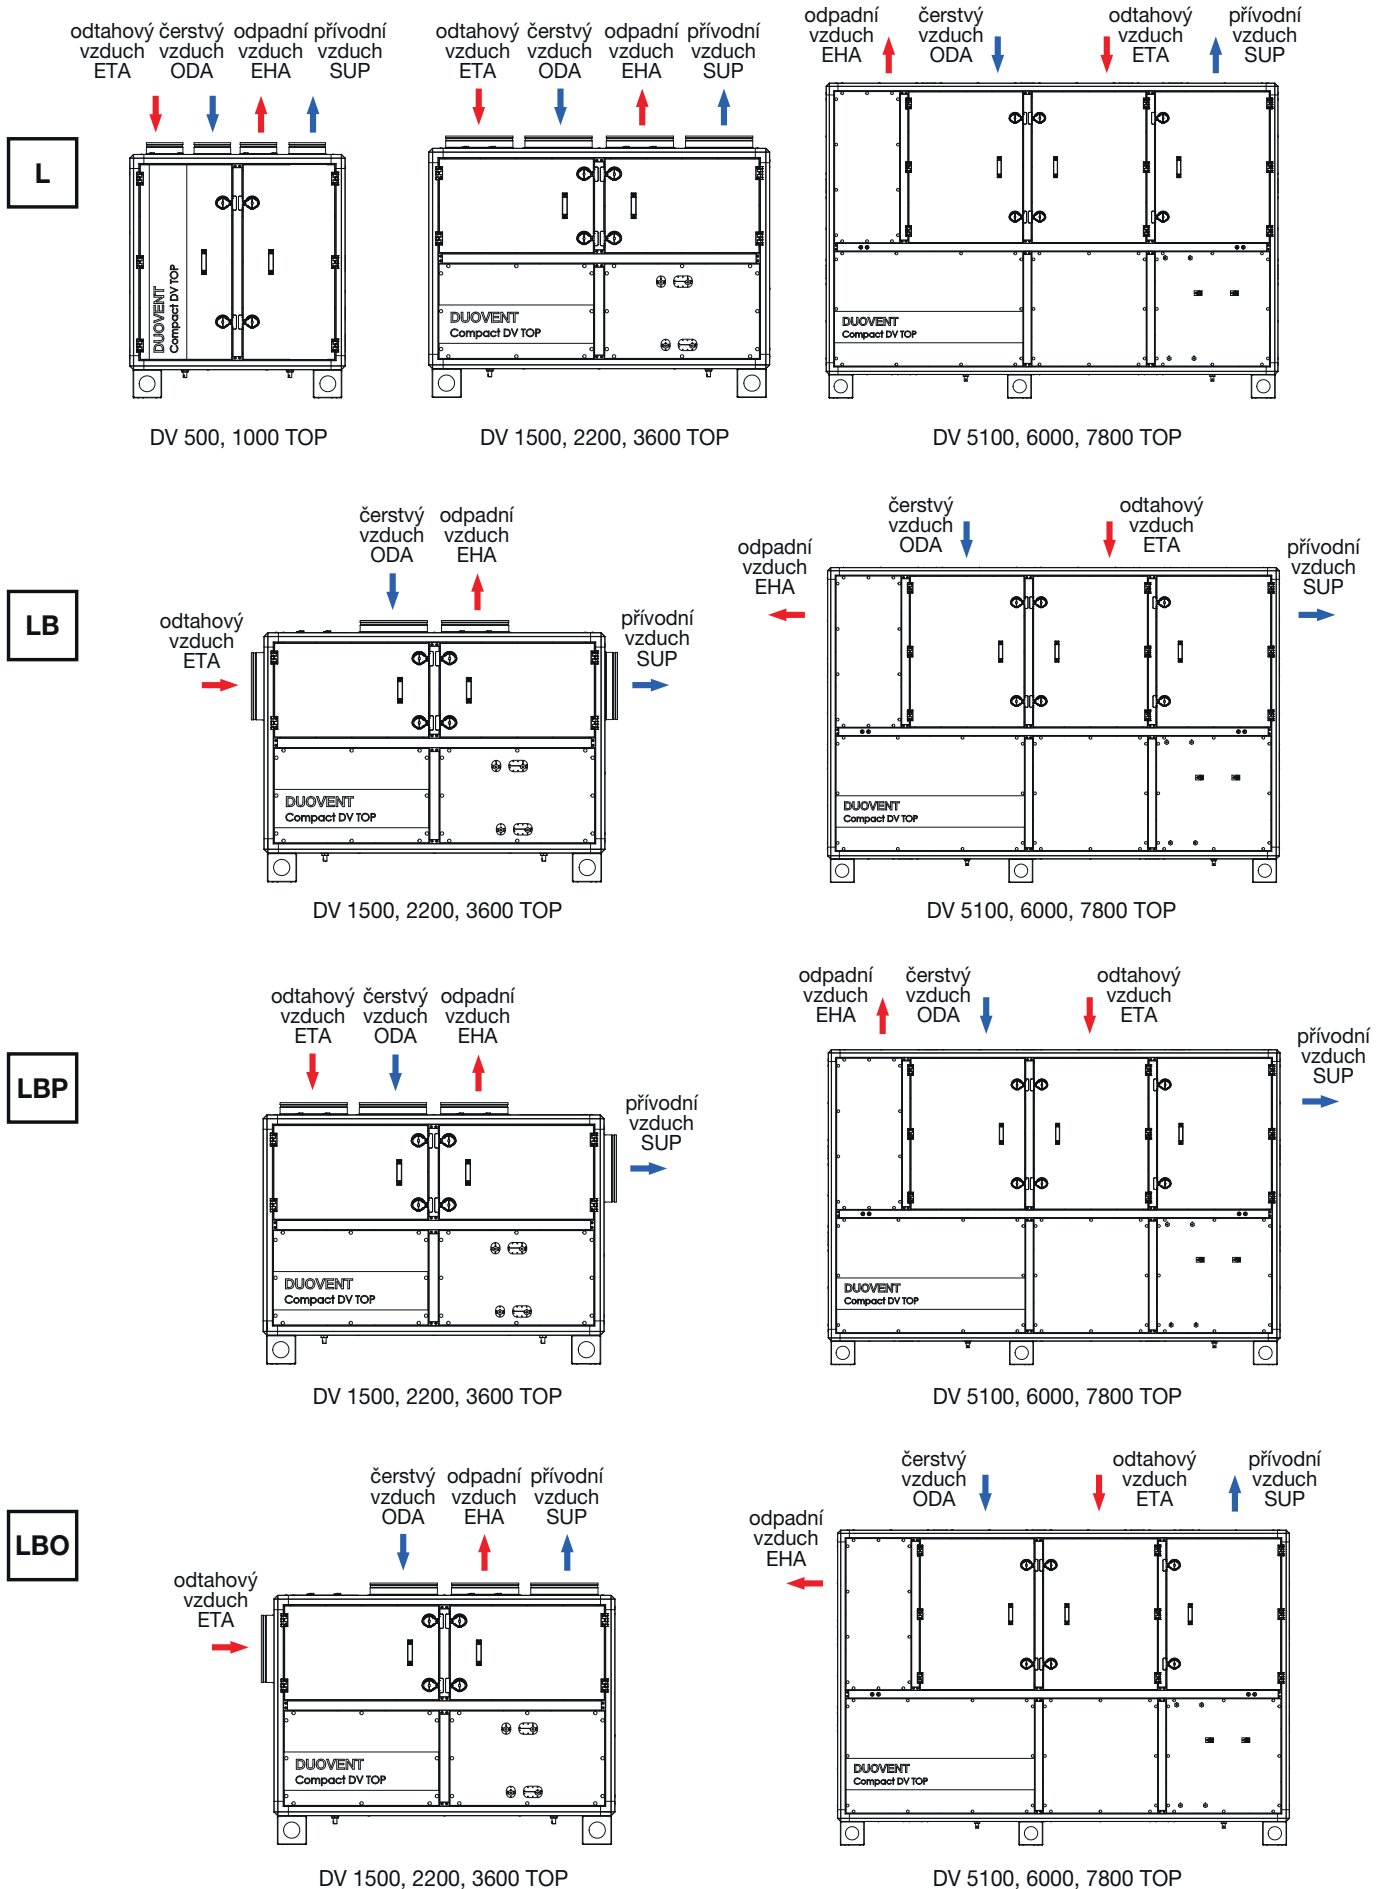 L
odtahový
vzduch
ETA
čerstvý
vzduch
ODA
odpadní
vzduch
EHA
přívodní
vzduch
SUP
DUOVENT
Compact DV TOP
DV 500, 1000 TOP
odtahový
vzduch
ETA
čerstvý
vzduch
ODA
odpadní
vzduch
EHA
přívodní
vzduch
SUP
DUOVENT
Compact DV TOP
DV 1500, 2200, 3600 TOP
odpadní
vzduch
EHA
čerstvý
vzduch
ODA
odtahový
vzduch
ETA
přívodní
vzduch
SUP
DUOVENT
Compact DV TOP
DV 5100, 6000, 7800 TOP
LB
odtahový
vzduch
ETA
čerstvý
vzduch
ODA
odpadní
vzduch
EHA
přívodní
vzduch
SUP
DUOVENT
Compact DV TOP
DV 1500, 2200, 3600 TOP
odpadní
vzduch
EHA
čerstvý
vzduch
ODA
odtahový
vzduch
ETA
přívodní
vzduch
SUP
DUOVENT
Compact DV TOP
DV 5100, 6000, 7800 TOP
LBP
odtahový
vzduch
ETA
čerstvý
vzduch
ODA
odpadní
vzduch
EHA
přívodní
vzduch
SUP
DUOVENT
Compact DV TOP
DV 1500, 2200, 3600 TOP
odpadní
vzduch
EHA
čerstvý
vzduch
ODA
odtahový
vzduch
ETA
přívodní
vzduch
SUP
DUOVENT
Compact DV TOP
DV 5100, 6000, 7800 TOP
LBO
odtahový
vzduch
ETA
čerstvý
vzduch
ODA
odpadní
vzduch
EHA
přívodní
vzduch
SUP
DUOVENT
Compact DV TOP
DV 1500, 2200, 3600 TOP
odpadní
vzduch
EHA
čerstvý
vzduch
ODA
odtahový
vzduch
ETA
přívodní
vzduch
SUP
DUOVENT
Compact DV TOP
DV 5100, 6000, 7800 TOP